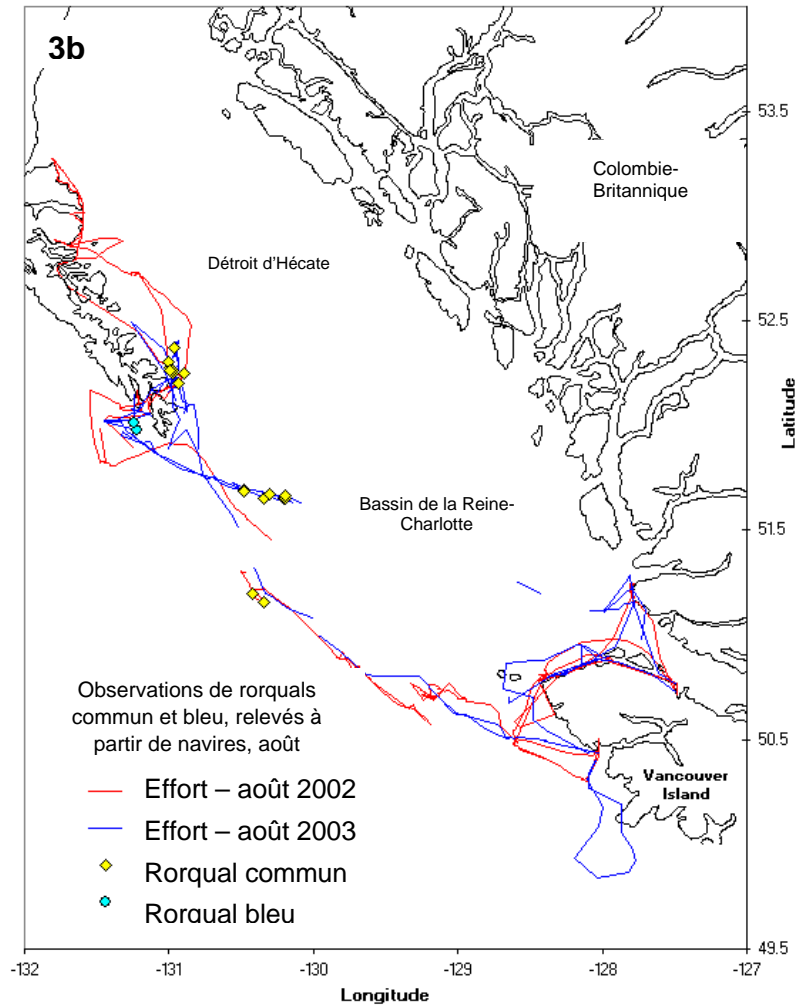 3b
53.5
Colombie-
Britannique
Détroit d'Hécate
52.5
Latitude
Bassin de la Reine-
Charlotte
51.5
Observations de rorquals
commun et bleu, relevés à
partir de navires, août
50.5
Vancouver
Island
Effort – août 2002
Effort – août 2003
Rorqual commun
Rorqual bleu
49.5
-132
-131
-130
-129
-128
-127
Longitude